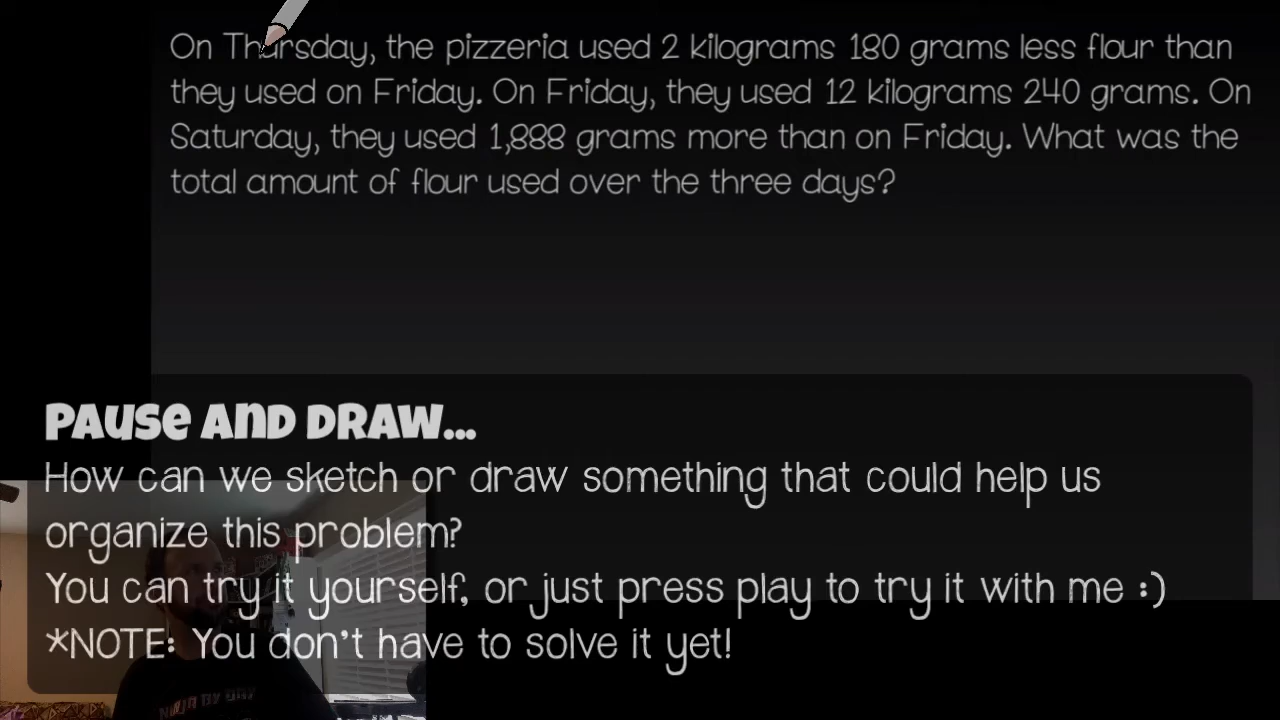 On Thursday, the pizzeria used 2 kilograms 180 grams less flour than
they used on Friday. On Friday, they used 12 kilograms 240 grams. On
Saturday, they used 1,888 grams more than on Friday. What was the
total amount of flour used over the three days?
PAUSE AND DRAW...
How can we sketch or draw something that could help us
organize this problem?
You can try it yourself, or just press play to try it with me :)
*NOTE: You don't have to solve it yet!